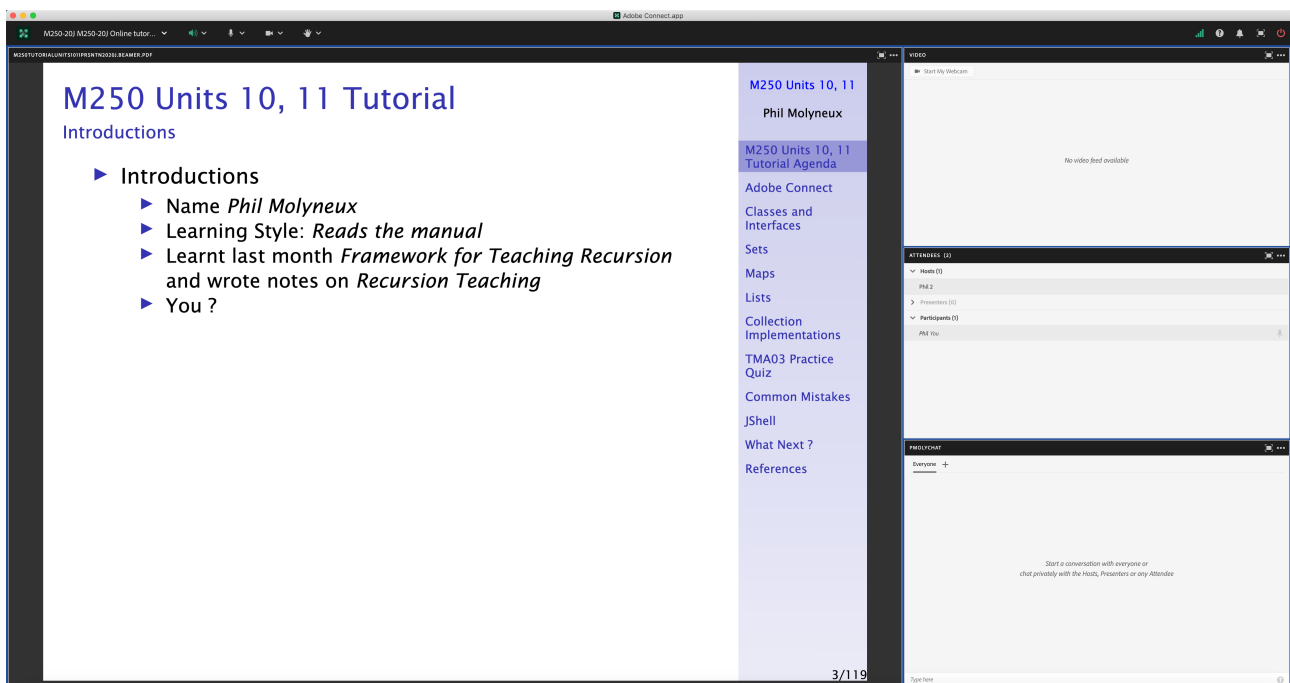 Adobe Connect.app
M250-20J M250-20J Online tutor...
M250TUTORIALUNITS1011PRSNTN2020J.BEAMER.PDF
M250 Units 10, 11 Tutorial
Introductions
Introductions
Name Phil Molyneux
Learning Style: Reads the manual
Learnt last month Framework for Teaching Recursion
and wrote notes on Recursion Teaching
You ?
M250 Units 10, 11
Phil Molyneux
M250 Units 10, 11
Tutorial Agenda
Adobe Connect
Classes and
Interfaces
Sets
Maps
Lists
Collection
Implementations
TMA03 Practice
Quiz
Common Mistakes
JShell
What Next ?
References
3/119
VIDEO
Start My Webcam
No video feed available
ATTENDEES (2)
Hosts (1)
Phil 2
Presenters (0)
Participants (1)
Phil You
PMOLYCHAT
Everyone
Start a conversation with everyone or
chat privately with the Hosts, Presenters or any Attendee
Type here